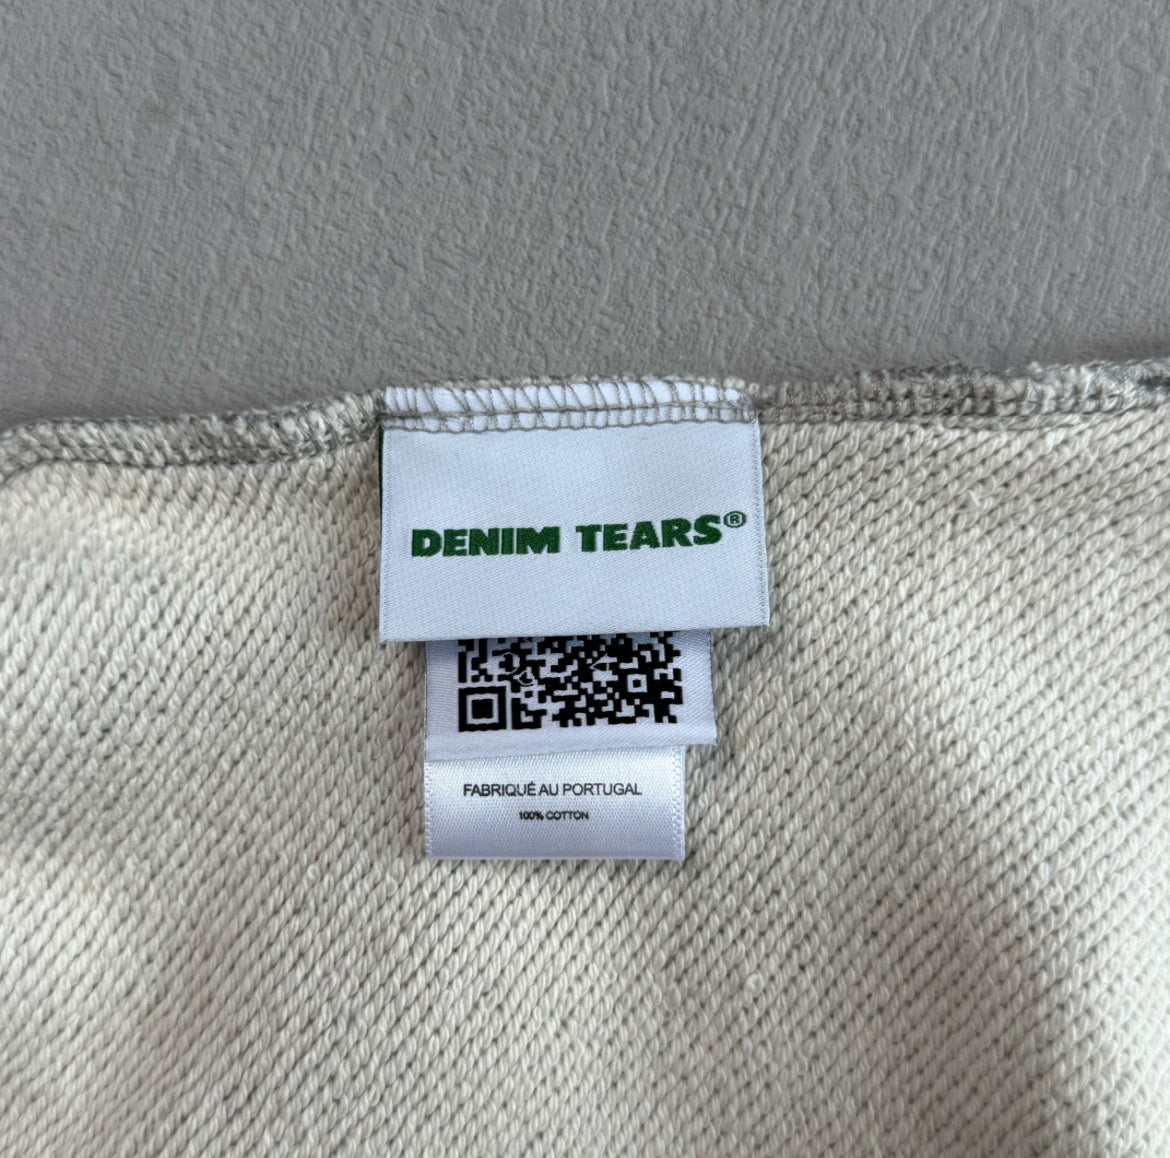 DENIM TEARS®
FABRIQUÉ AU PORTUGAL
100% COTTON